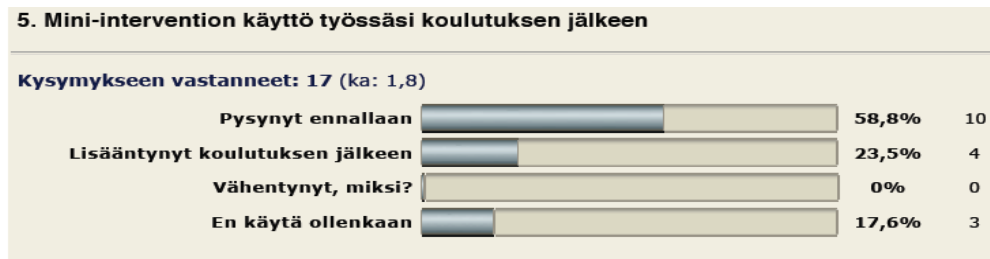 5. Mini-intervention käyttö työssäsi koulutuksen jälkeen
Kysymykseen vastanneet: 17 (ka: 1,8)
Pysynyt ennallaan 58,8% 10
Lisääntynyt koulutuksen jälkeen 23,5% 4
Vähentynyt, miksi? 0% 0
En käytä ollenkaan 17,6% 3